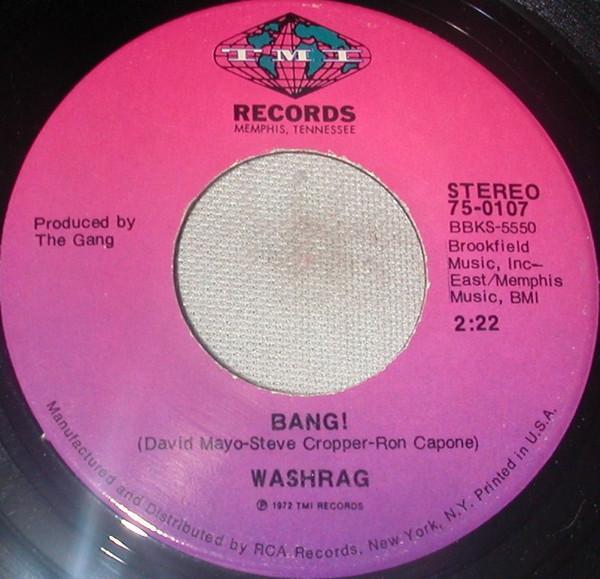 TMI
RECORDS
MEMPHIS, TENNESSEE
Produced by
The Gang
STEREO
75-0107
BBKS-5550
Brookfield
Music, Inc—
East/Memphis
Music, BMI
2:22
BANG!
(David Mayo-Steve Cropper-Ron Capone)
WASHRAG
℗ 1972 TMI RECORDS
Manufactured and Distributed by RCA Records, New York, N.Y. Printed in U.S.A.